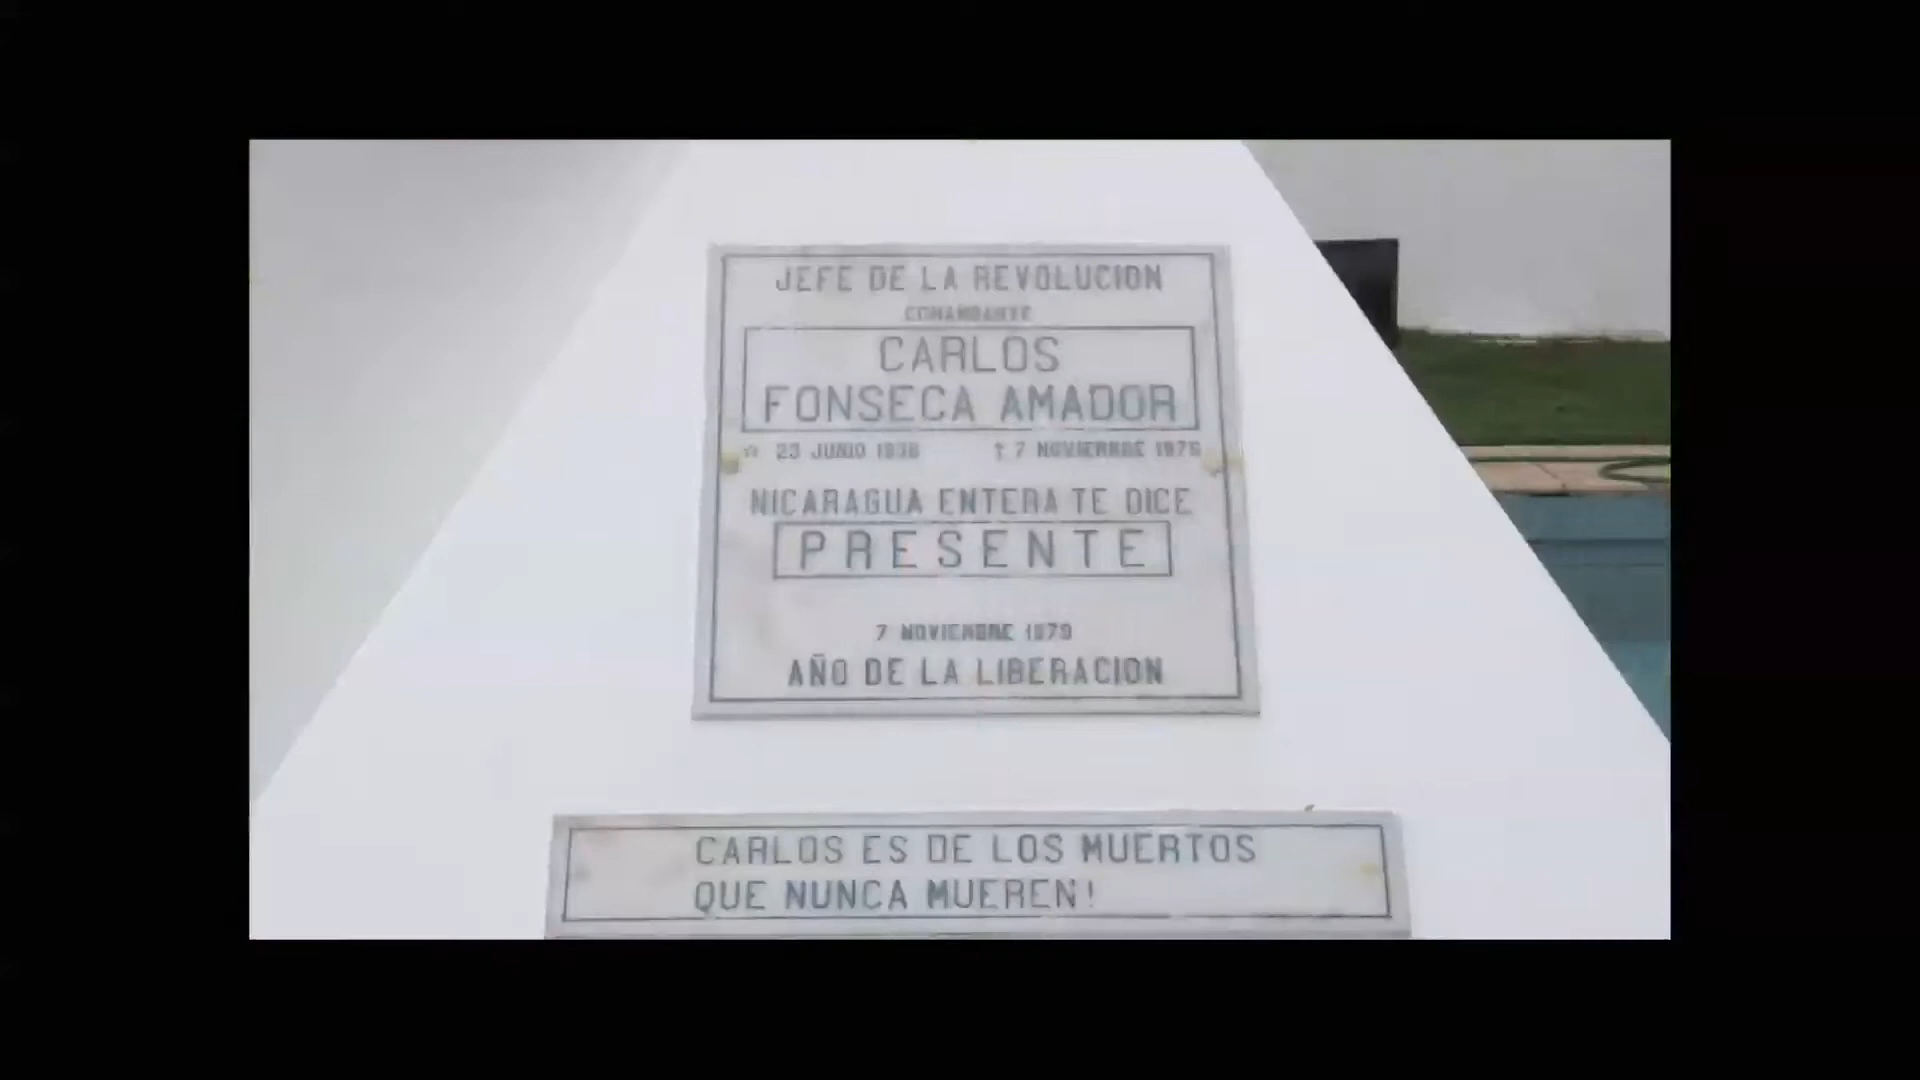 JEFE DE LA REVOLUCION
COMANDANTE
CARLOS
FONSECA AMADOR
☆ 23 JUNIO 1936 † 7 NOVIEMBRE 1976
NICARAGUA ENTERA TE DICE
PRESENTE
7 NOVIEMBRE 1979
AÑO DE LA LIBERACION
CARLOS ES DE LOS MUERTOS
QUE NUNCA MUEREN!